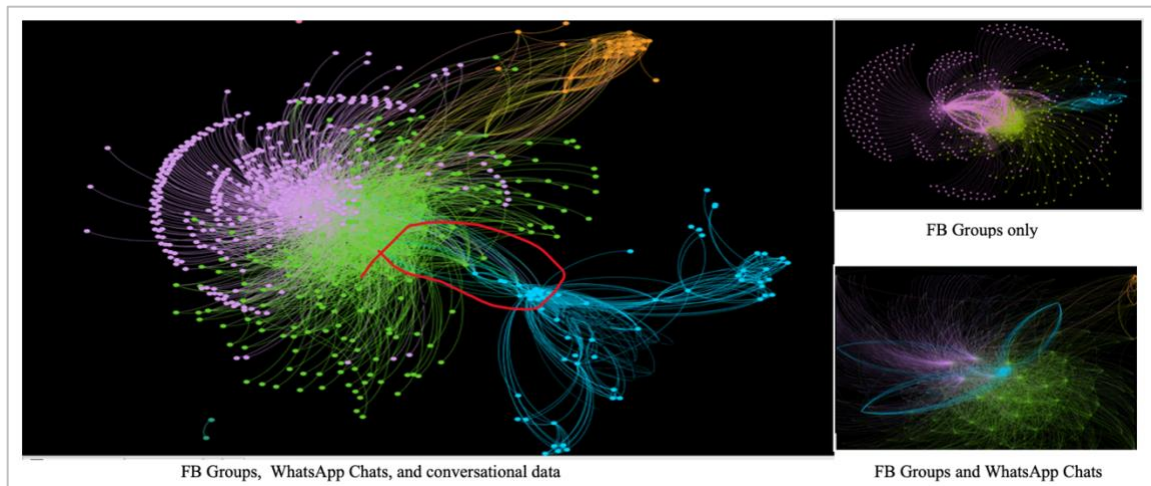 FB Groups only
FB Groups, WhatsApp Chats, and conversational data
FB Groups and WhatsApp Chats